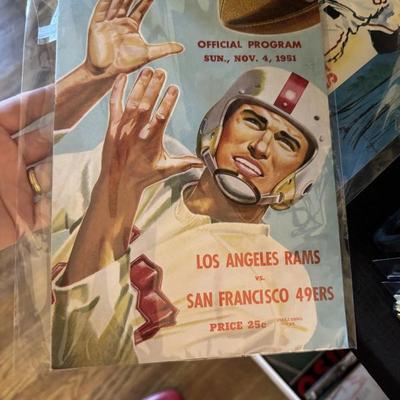 OFFICIAL PROGRAM
SUN., NOV. 4, 1951
LOS ANGELES RAMS
vs.
SAN FRANCISCO 49ERS
PRICE 25c